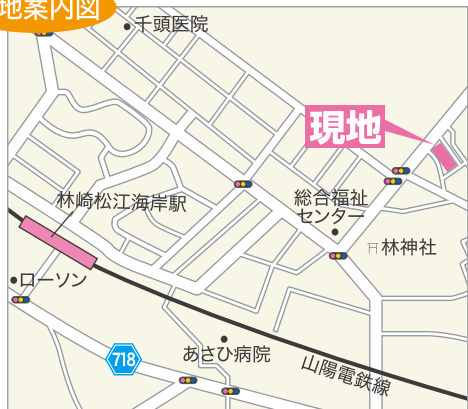 地案内図
千頭医院
現地
林崎松江海岸駅
総合福祉
センター
林神社
ローソン
718
あさひ病院
山陽電鉄線